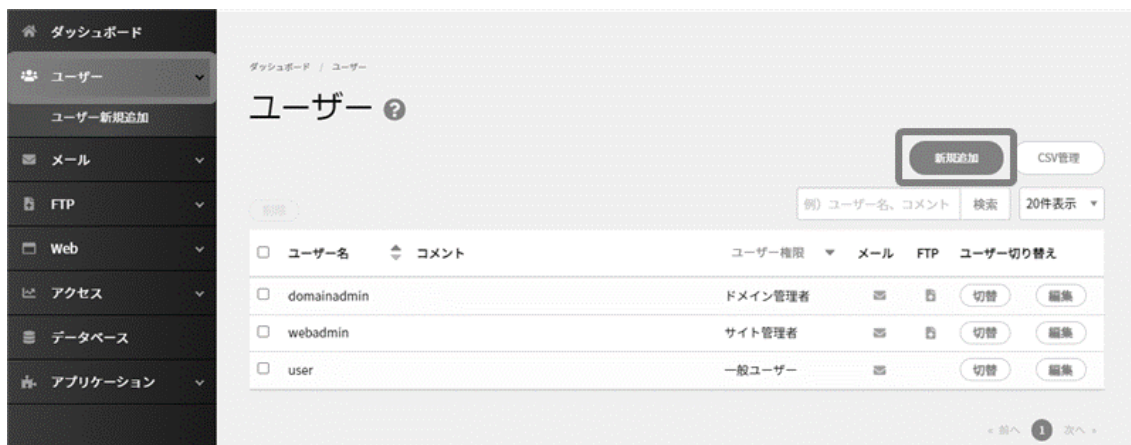 ダッシュボード
ユーザー
ユーザー新規追加
メール
FTP
Web
アクセス
データベース
アプリケーション
ダッシュボード / ユーザー
ユーザー ?
新規追加 CSV管理
削除 例）ユーザー名、コメント 検索 20件表示
ユーザー名 コメント ユーザー権限 メール FTP ユーザー切り替え
domainadmin ドメイン管理者 切替 編集
webadmin サイト管理者 切替 編集
user 一般ユーザー 切替 編集
« 前へ 1 次へ »